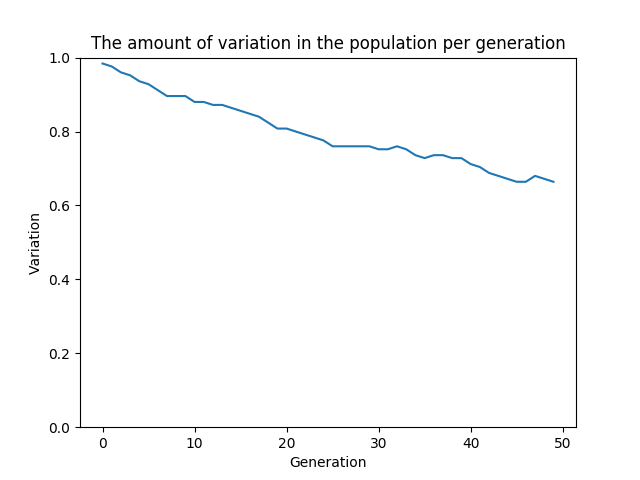 The amount of variation in the population per generation
1.0
0.8
0.6
0.4
0.2
0.0
Variation
0 10 20 30 40 50
Generation